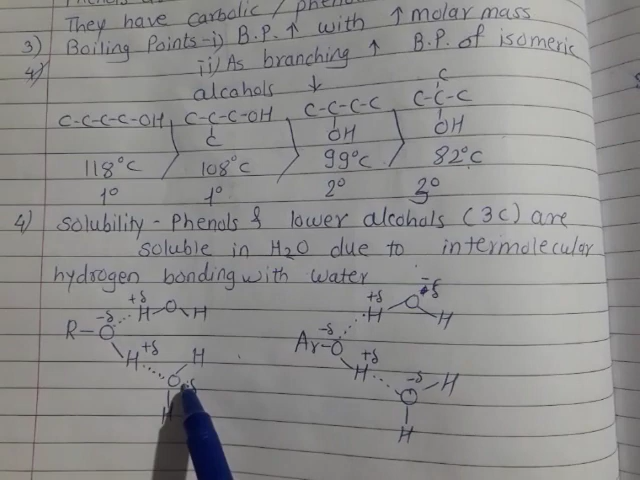 They have carbolic / pheno
3) Boiling Points - i) B.P. ↑ with ↑ molar mass
4) ii) As branching ↑ B.P. of isomeric
alcohols ↓
C-C-C-C-OH C-C-C-OH C-C-C-C C-C-C
C OH C OH
118°C > 108°C > 99°C > 82°C
1° 1° 2° 3°
4) Solubility - Phenols & lower alcohols (3C) are
soluble in H2O due to intermolecular
hydrogen bonding with water
R-O -δ H +δ H-O-H +δ O H H
Ar-O -δ H +δ H +δ O -δ H O -δ H H